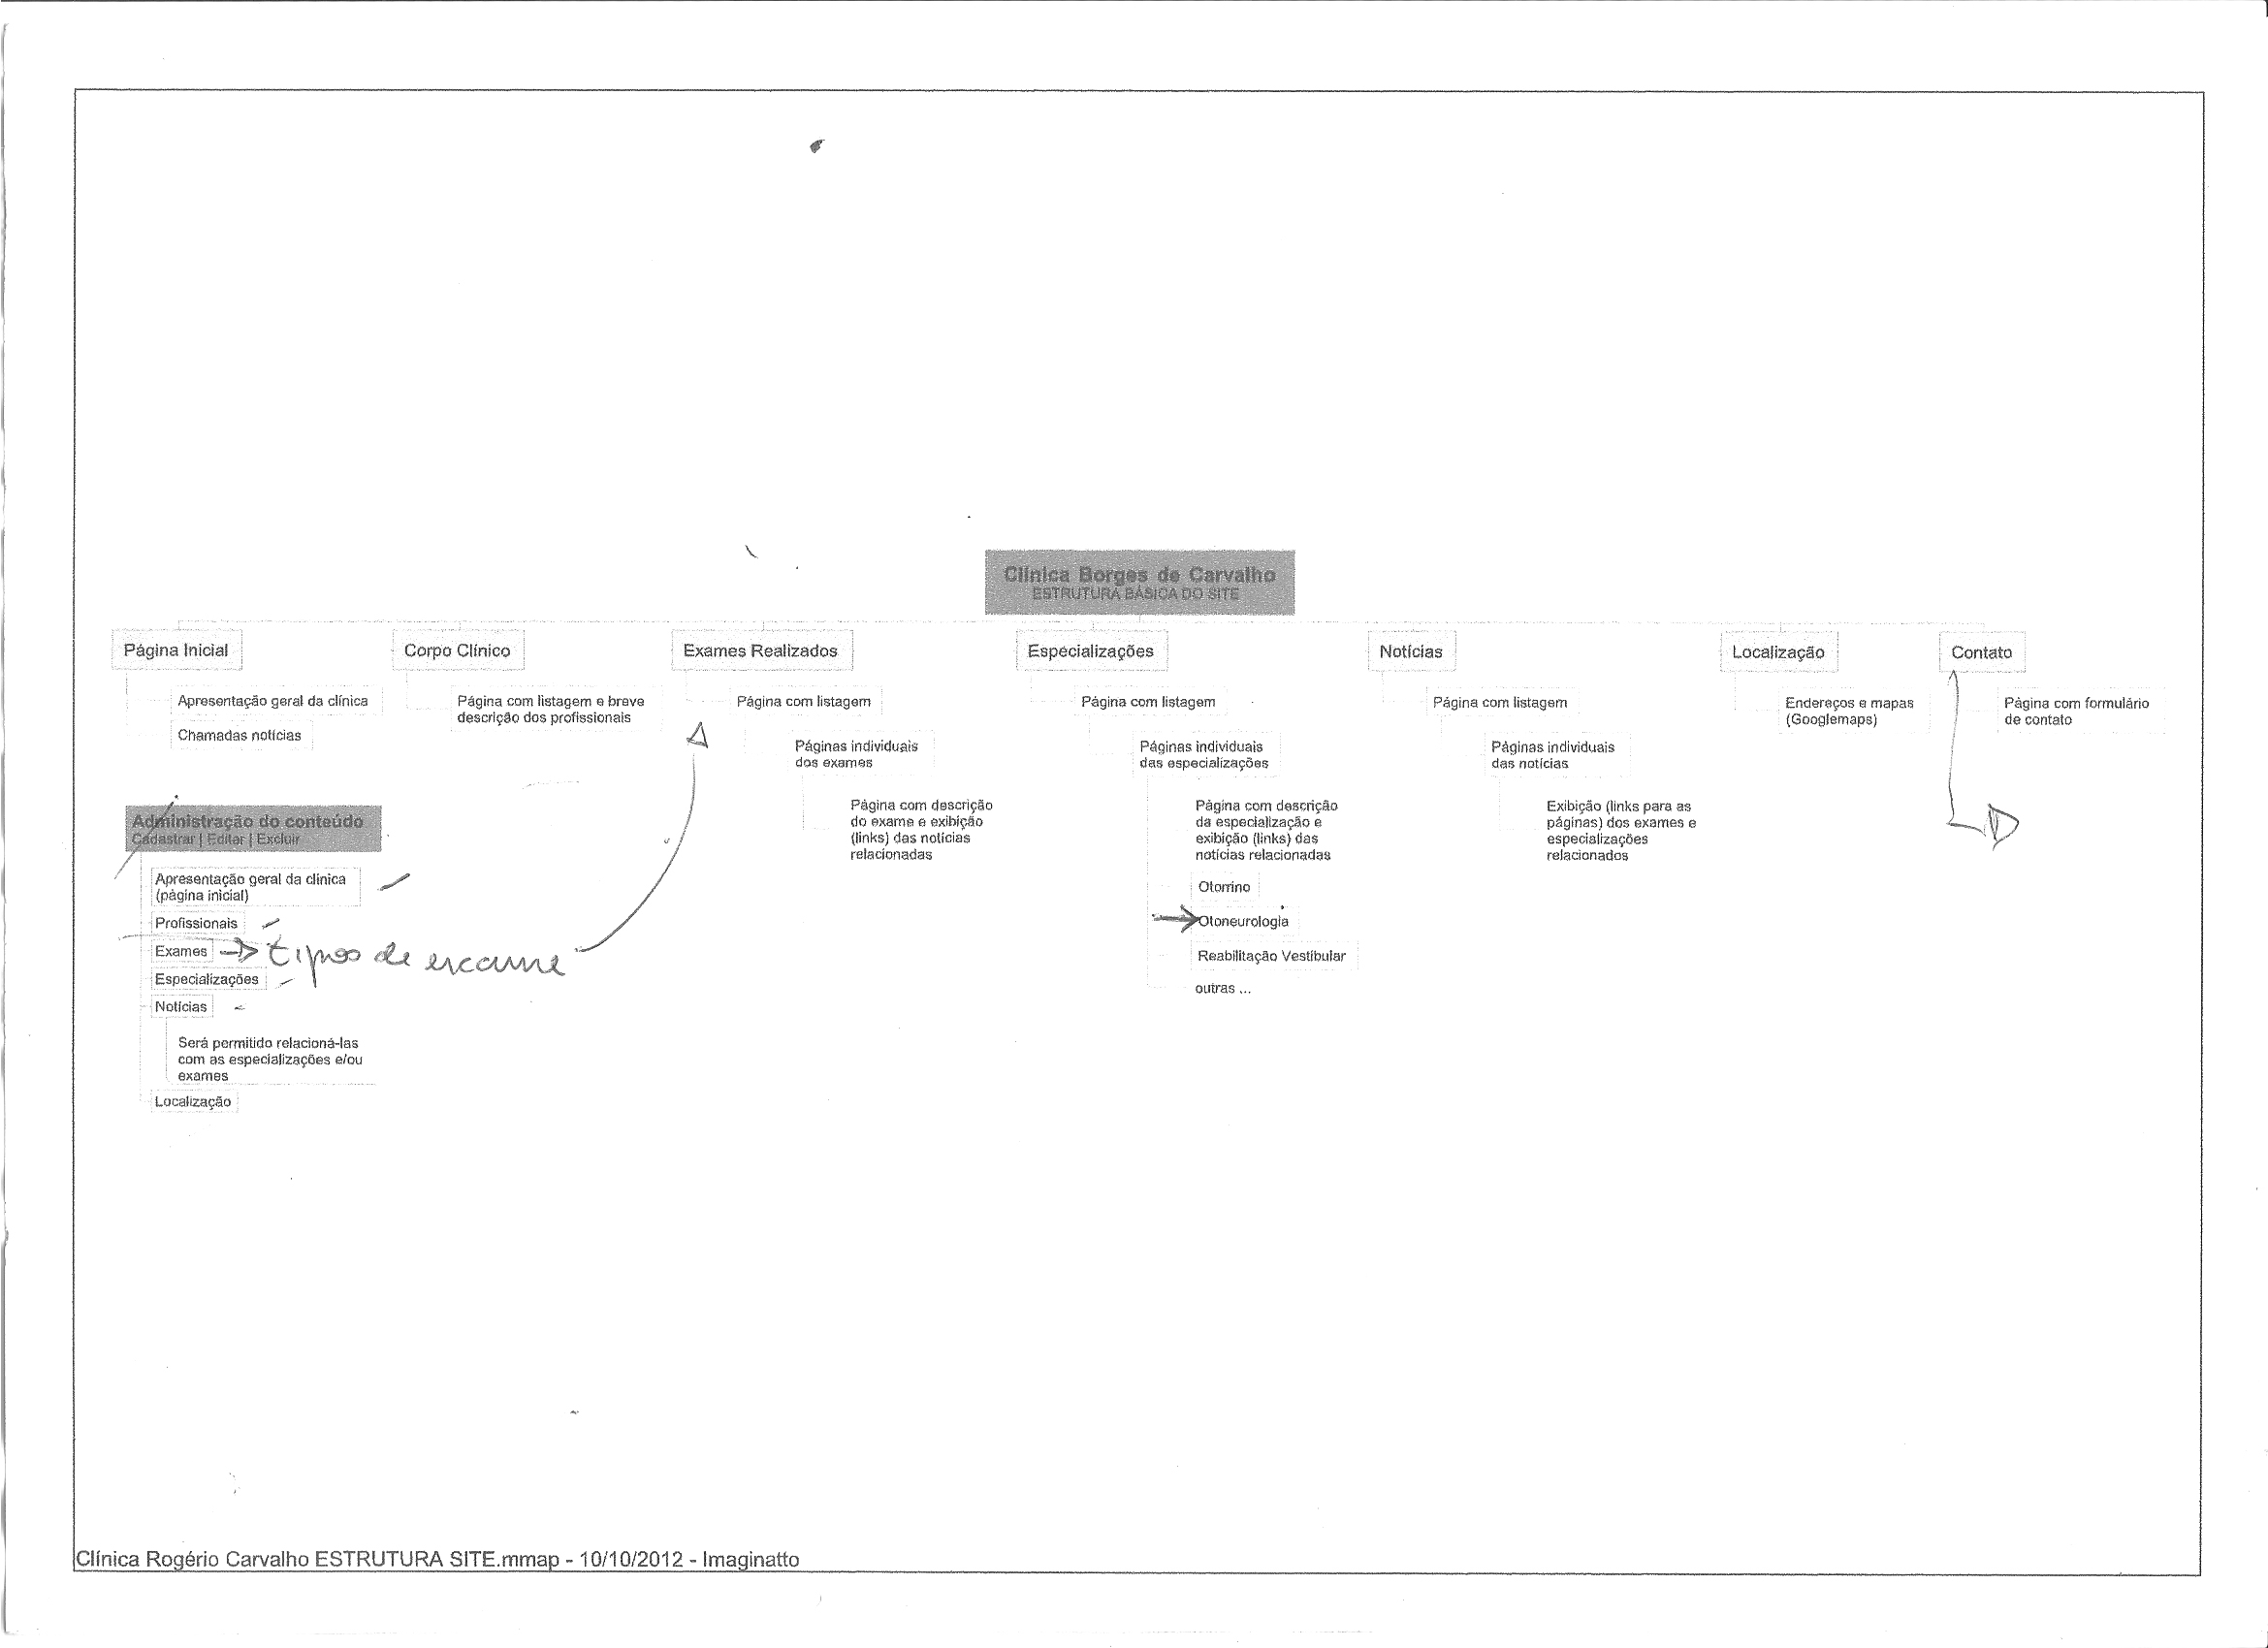 Clínica Borges de Carvalho
ESTRUTURA BÁSICA DO SITE
Página Inicial
Apresentação geral da clínica
Chamadas notícias
Corpo Clínico
Página com listagem e breve
descrição dos profissionais
Exames Realizados
Página com listagem
Páginas individuais
dos exames
Página com descrição
do exame e exibição
(links) das notícias
relacionadas
Especializações
Página com listagem
Páginas individuais
das especializações
Página com descrição
da especialização e
exibição (links) das
notícias relacionadas
Otorrino
Otoneurologia
Reabilitação Vestibular
outras ...
Notícias
Página com listagem
Páginas individuais
das notícias
Exibição (links para as
páginas) dos exames e
especializações
relacionados
Localização
Endereços e mapas
(Googlemaps)
Contato
Página com formulário
de contato
Administração do conteúdo
Cadastrar | Editar | Excluir
Apresentação geral da clínica
(página inicial)
Profissionais
Exames
tipos de exame
Especializações
Notícias
Será permitido relacioná-las
com as especializações e/ou
exames
Localização
Clínica Rogério Carvalho ESTRUTURA SITE.mmap - 10/10/2012 - Imaginatto